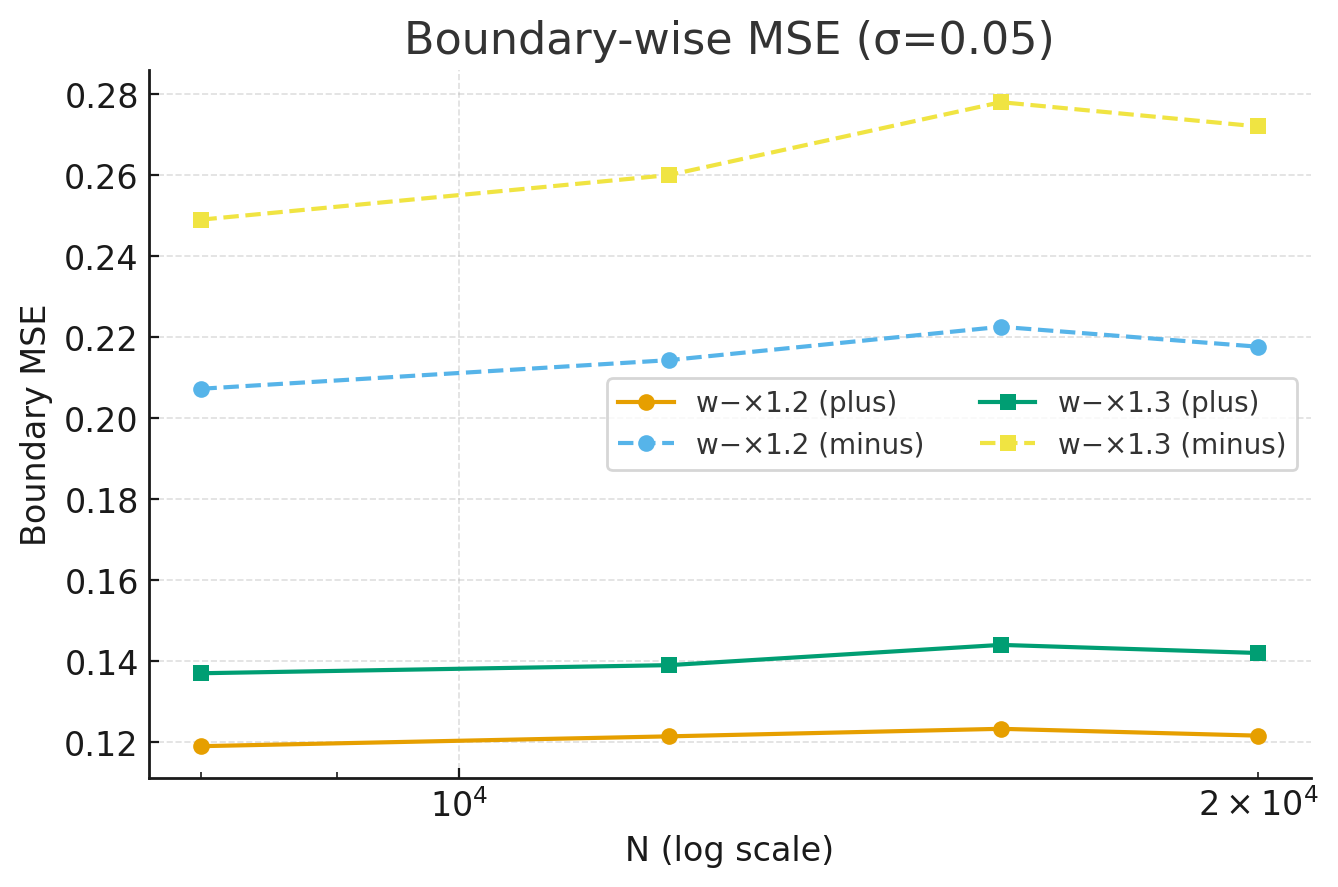 Boundary-wise MSE (σ=0.05)
Boundary MSE
0.28
0.26
0.24
0.22
0.20
0.18
0.16
0.14
0.12
w−×1.2 (plus)
w−×1.2 (minus)
w−×1.3 (plus)
w−×1.3 (minus)
10⁴
2 × 10⁴
N (log scale)